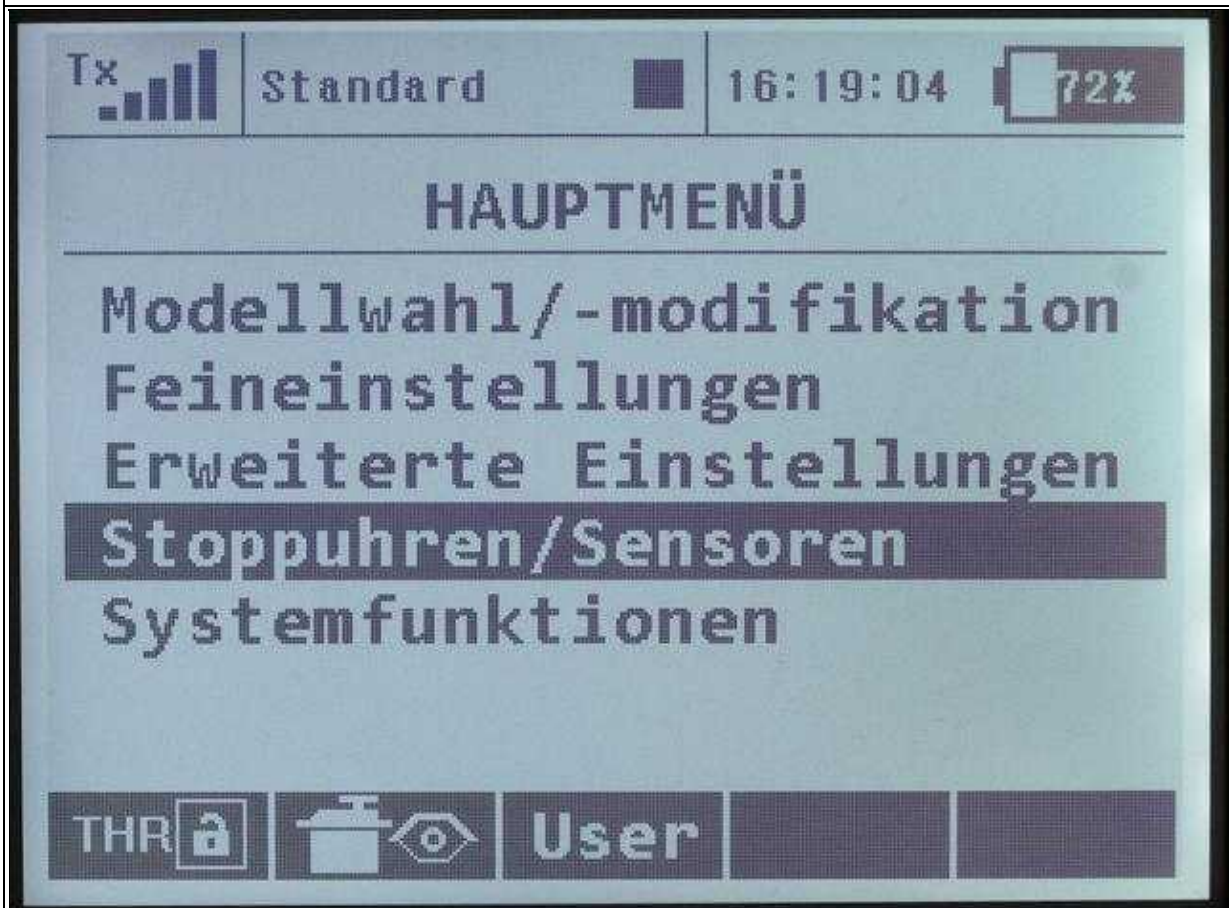 Tx Standard 16:19:04 72%
HAUPTMENÜ
Modellwahl/-modifikation
Feineinstellungen
Erweiterte Einstellungen
Stoppuhren/Sensoren
Systemfunktionen
THR User